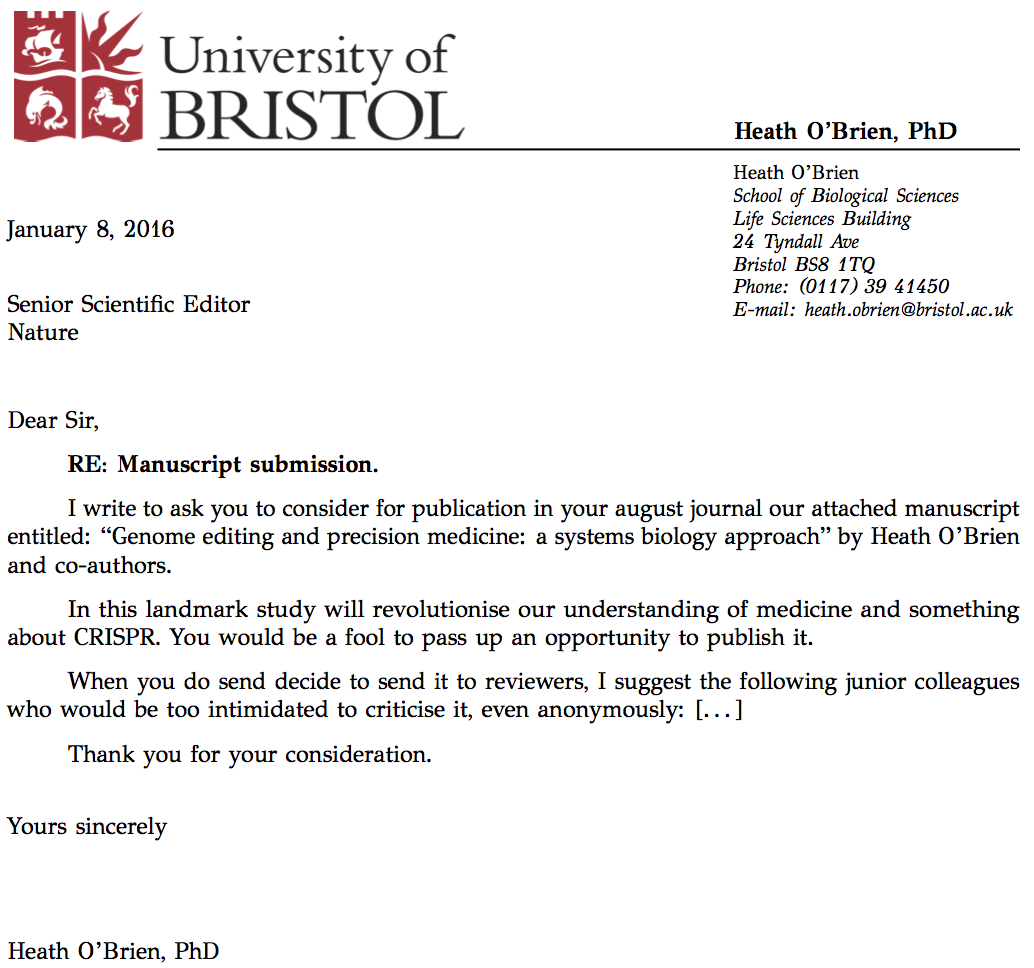 University of
BRISTOL
Heath O'Brien, PhD
Heath O'Brien
School of Biological Sciences
Life Sciences Building
24 Tyndall Ave
Bristol BS8 1TQ
Phone: (0117) 39 41450
E-mail: heath.obrien@bristol.ac.uk
January 8, 2016
Senior Scientific Editor
Nature
Dear Sir,
RE: Manuscript submission.
I write to ask you to consider for publication in your august journal our attached manuscript
entitled: “Genome editing and precision medicine: a systems biology approach” by Heath O'Brien
and co-authors.
In this landmark study will revolutionise our understanding of medicine and something
about CRISPR. You would be a fool to pass up an opportunity to publish it.
When you do send decide to send it to reviewers, I suggest the following junior colleagues
who would be too intimidated to criticise it, even anonymously: [...]
Thank you for your consideration.
Yours sincerely
Heath O'Brien, PhD